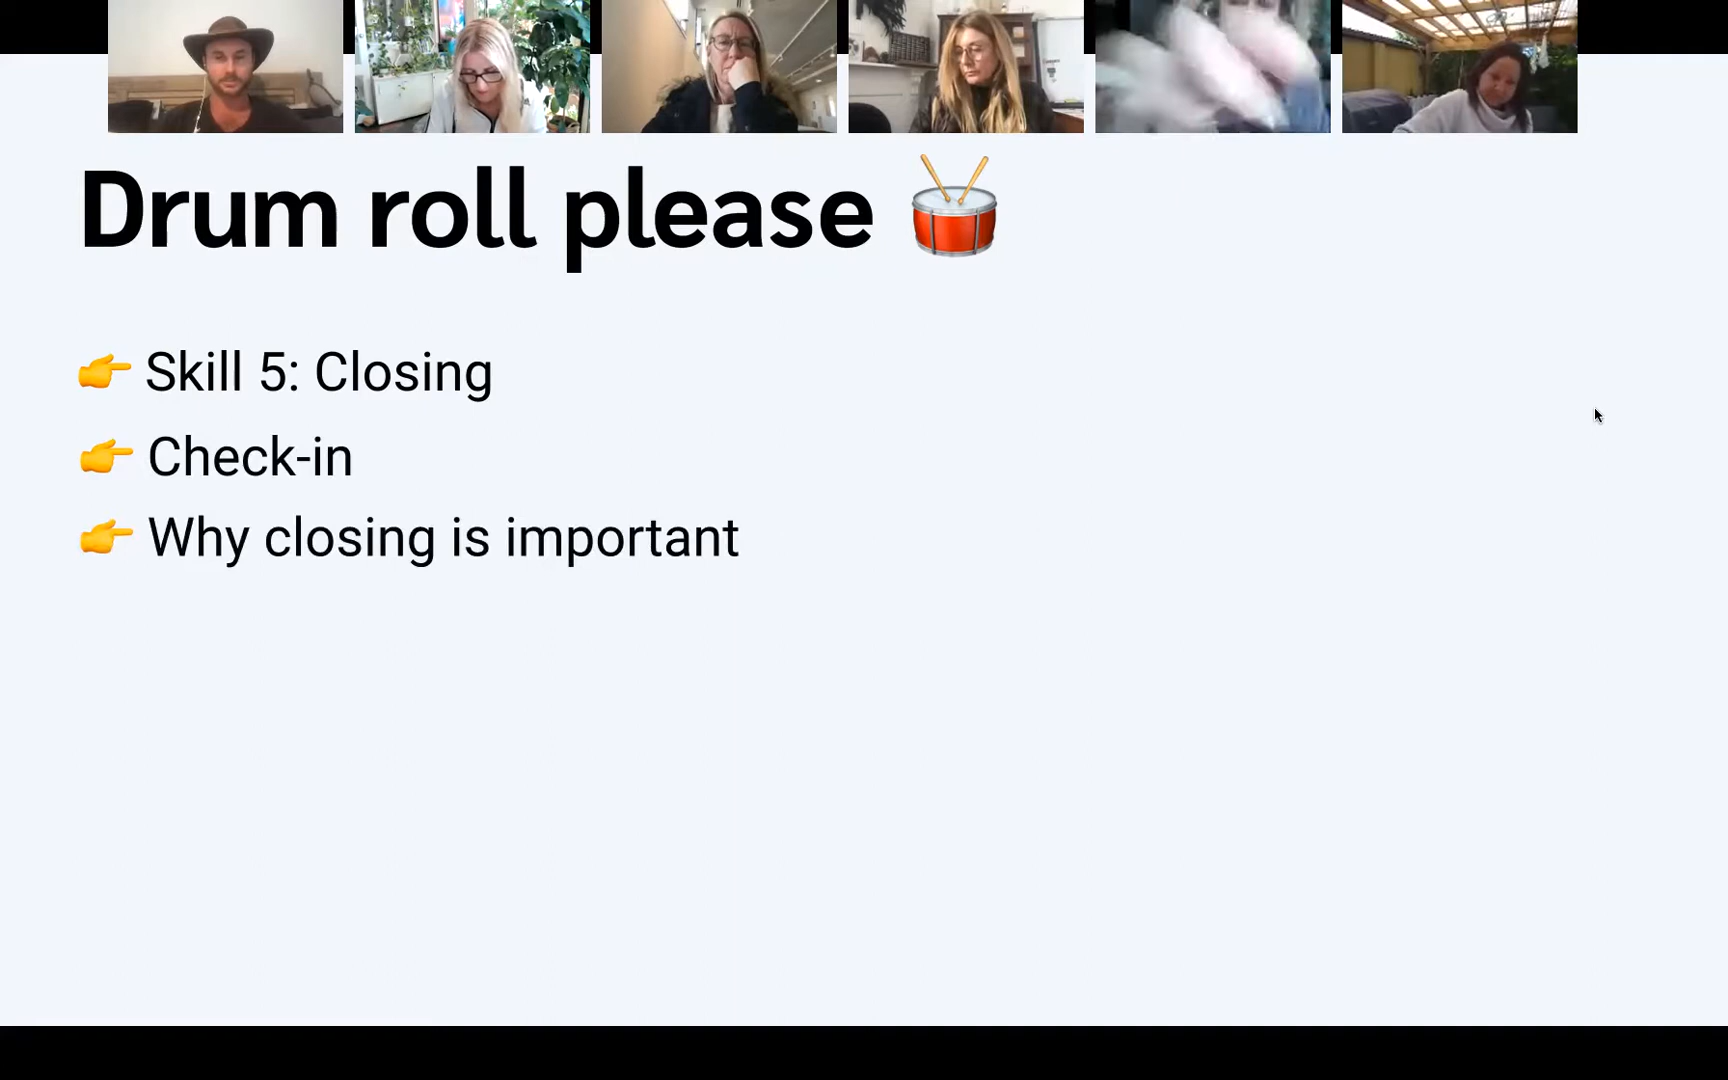 Drum roll please 🥁
👉 Skill 5: Closing
👉 Check-in
👉 Why closing is important